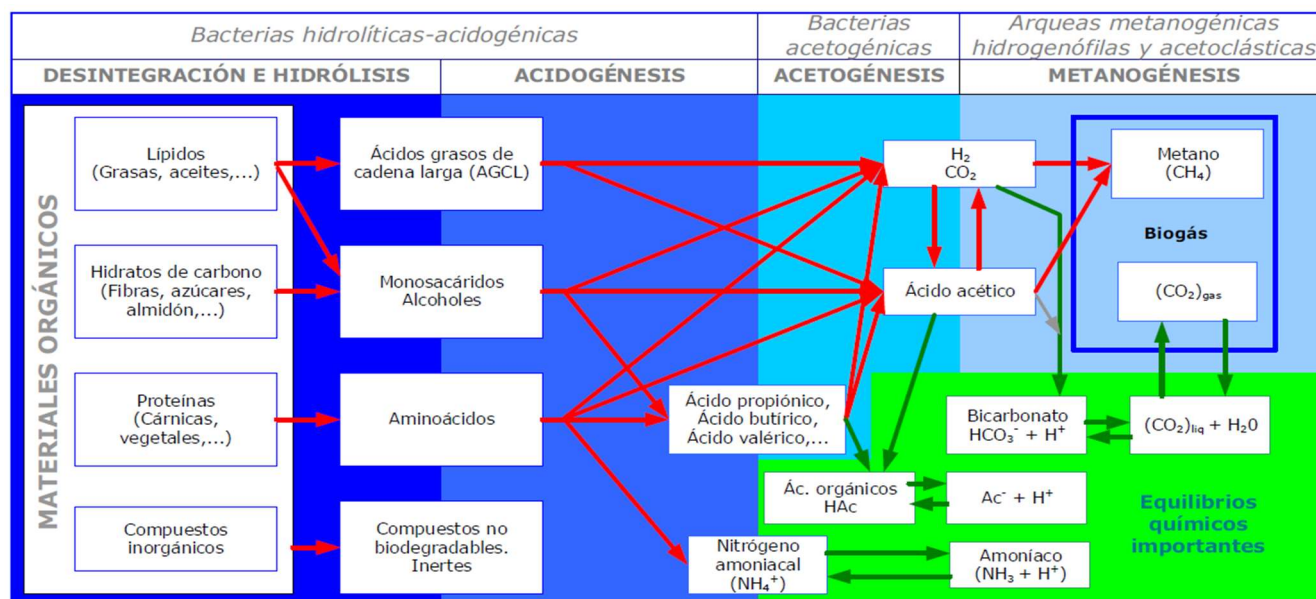 Bacterias hidrolíticas-acidogénicas
Bacterias
acetogénicas
Arqueas metanogénicas
hidrogenófilas y acetoclásticas
DESINTEGRACIÓN E HIDRÓLISIS
ACIDOGÉNESIS
ACETOGÉNESIS
METANOGÉNESIS
MATERIALES ORGÁNICOS
Lípidos
(Grasas, aceites,...)
Ácidos grasos de
cadena larga (AGCL)
H₂
CO₂
Metano
(CH₄)
Biogás
Hidratos de carbono
(Fibras, azúcares,
almidón,...)
Monosacáridos
Alcoholes
Ácido acético
(CO₂)gas
Proteínas
(Cárnicas,
vegetales,...)
Aminoácidos
Ácido propiónico,
Ácido butírico,
Ácido valérico,...
Bicarbonato
HCO₃⁻ + H⁺
(CO₂)liq + H₂0
Ác. orgánicos
HAc
Ac⁻ + H⁺
Equilibrios
químicos
importantes
Compuestos
inorgánicos
Compuestos no
biodegradables.
Inertes
Nitrógeno
amoniacal
(NH₄⁺)
Amoníaco
(NH₃ + H⁺)